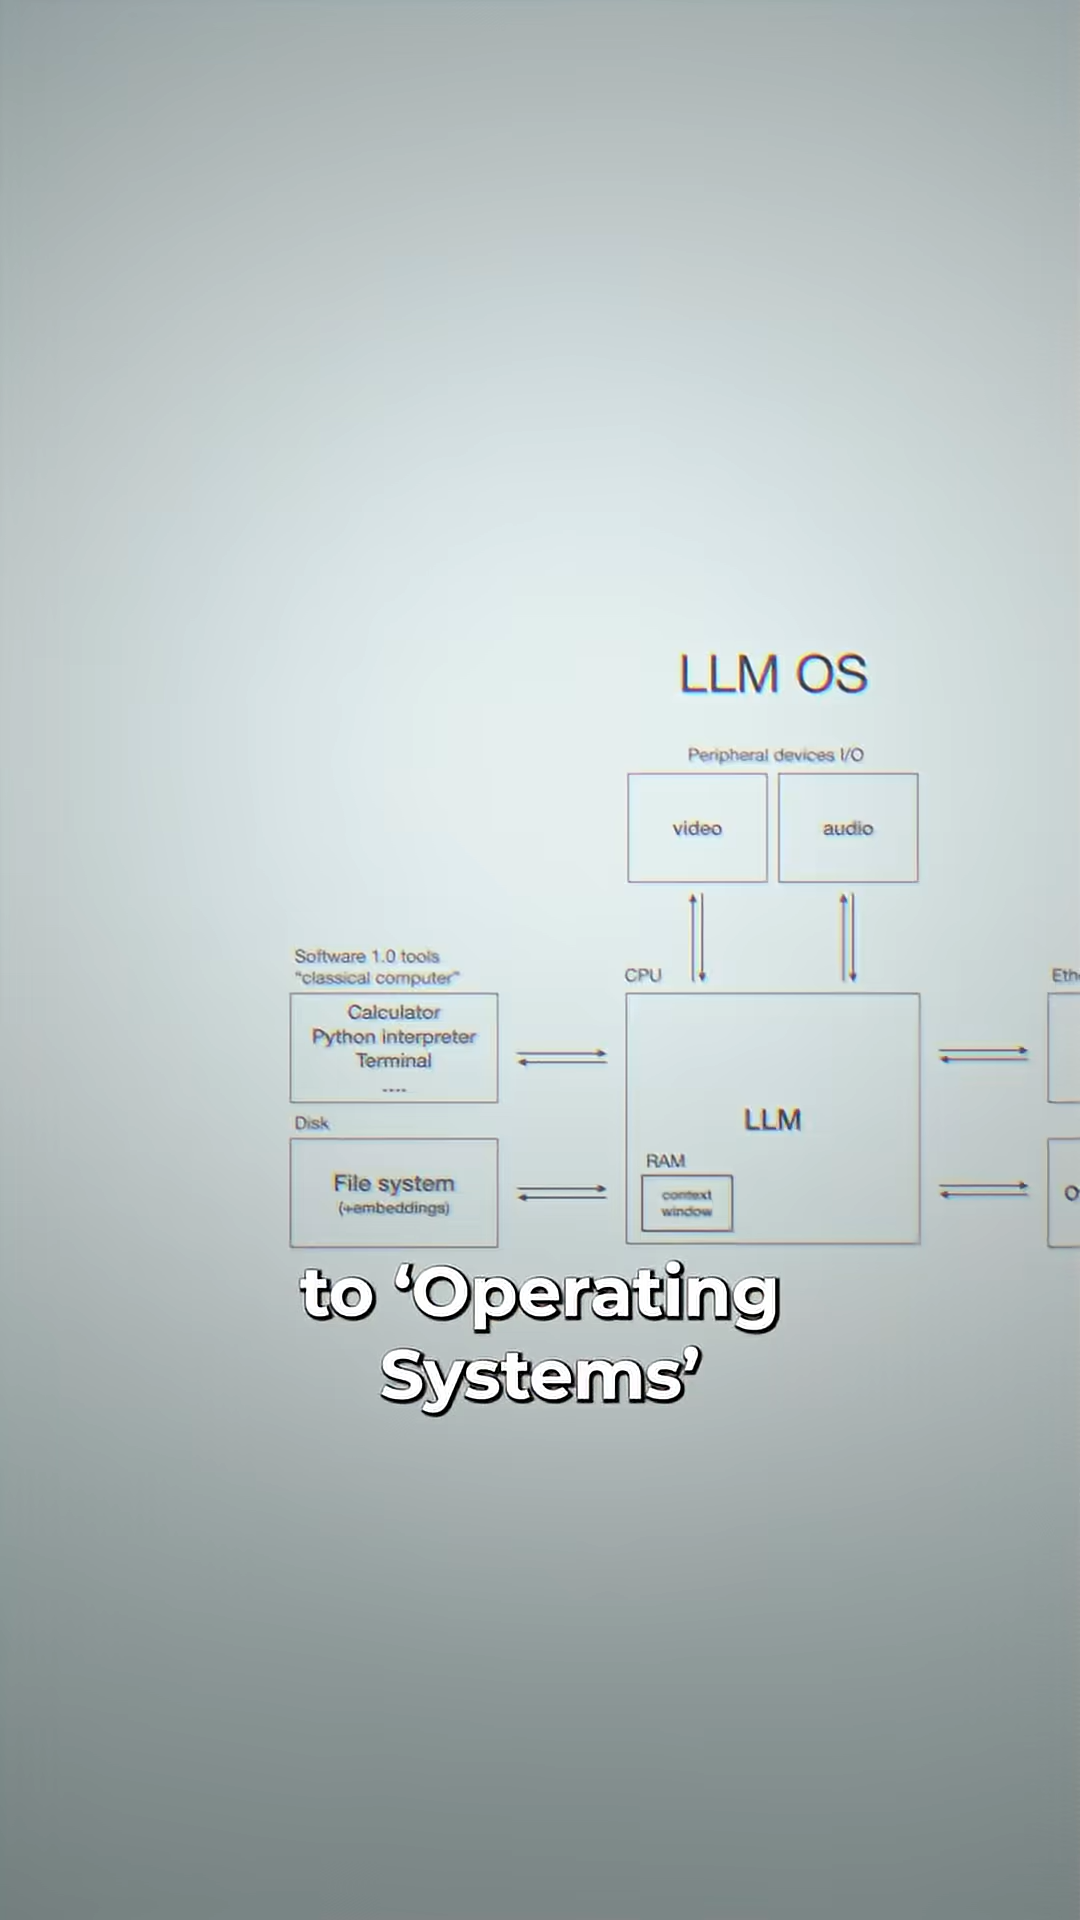 LLM OS
Peripheral devices I/O
video
audio
Software 1.0 tools
"classical computer"
CPU
Calculator
Python interpreter
Terminal
....
Disk
LLM
File system
(+embeddings)
RAM
context
window
to ‘Operating
Systems’